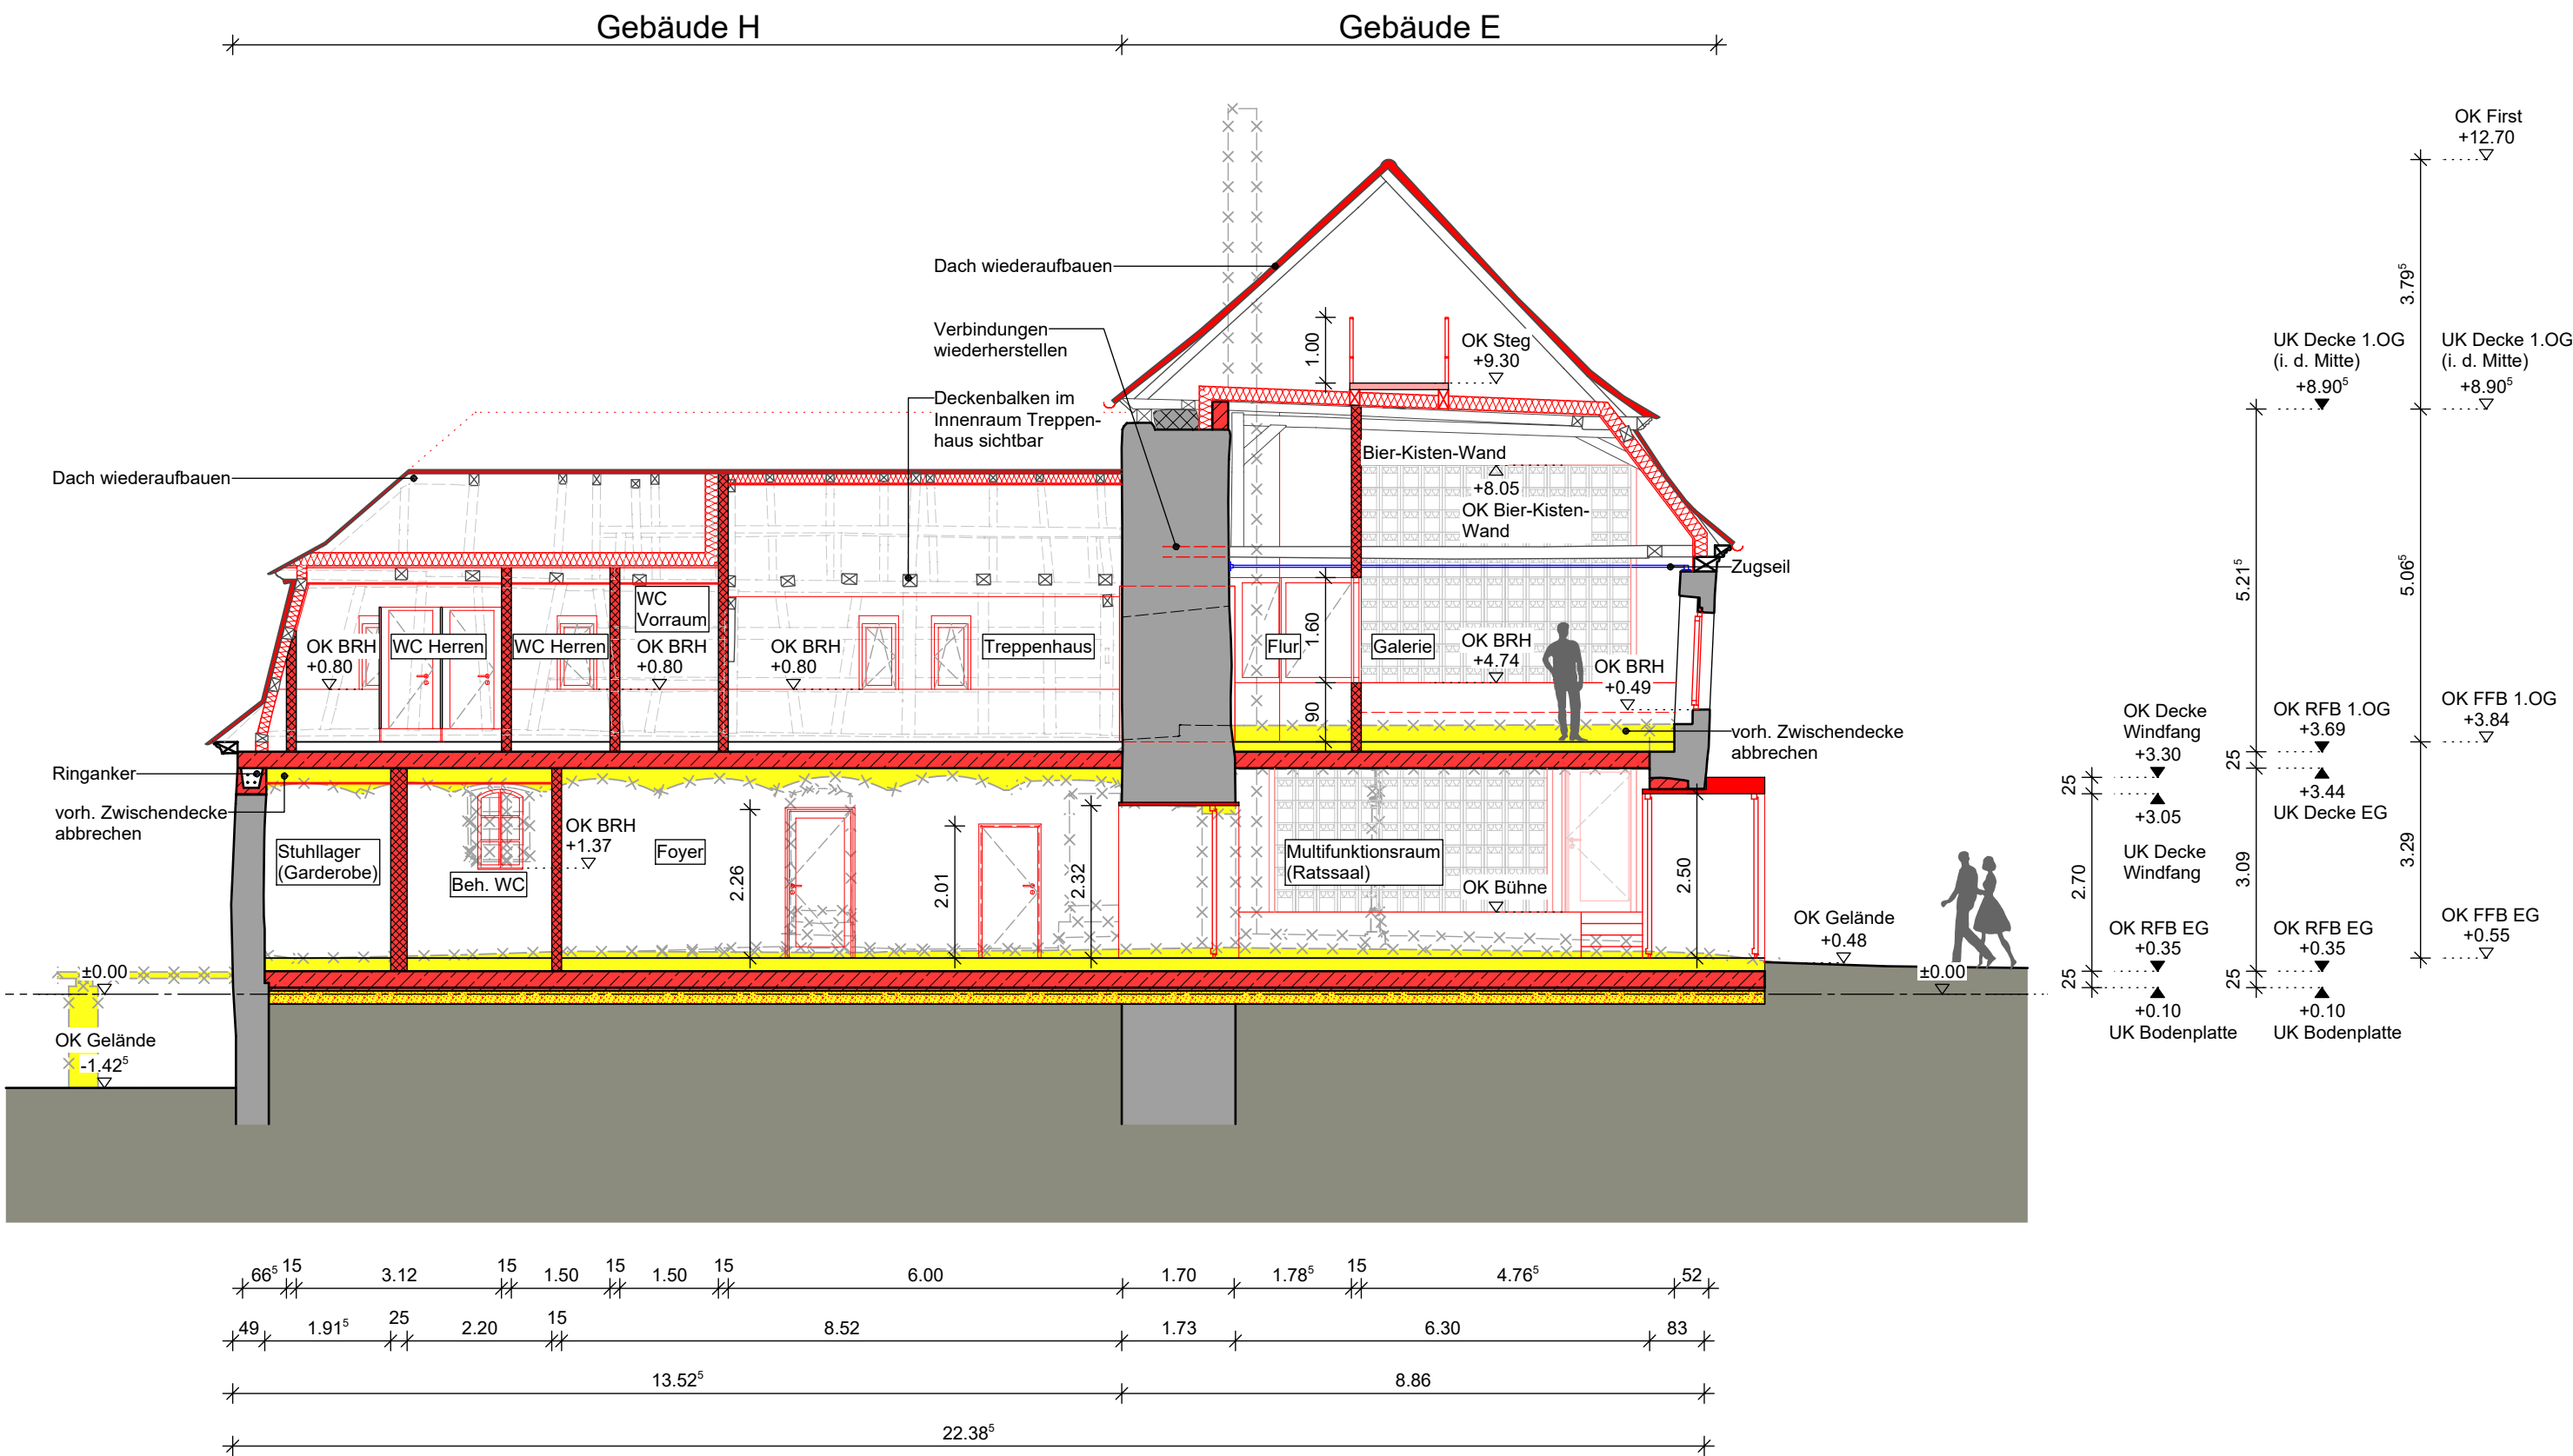 Gebäude H
Gebäude E
OK First
+12.70
Dach wiederaufbauen
3.79⁵
Verbindungen
wiederherstellen
1.00
OK Steg
+9.30
UK Decke 1.OG
(i. d. Mitte)
+8.90⁵
UK Decke 1.OG
(i. d. Mitte)
+8.90⁵
Deckenbalken im
Innenraum Treppen-
haus sichtbar
Dach wiederaufbauen
Bier-Kisten-Wand
+8.05
OK Bier-Kisten-
Wand
Zugseil
5.21⁵
5.06⁵
WC
Vorraum
OK BRH
+0.80
WC Herren
WC Herren
OK BRH
+0.80
OK BRH
+0.80
Treppenhaus
Flur
1.60
Galerie
OK BRH
+4.74
OK BRH
+0.49
90
vorh. Zwischendecke
abbrechen
OK Decke
Windfang
+3.30
OK RFB 1.OG
+3.69
OK FFB 1.OG
+3.84
Ringanker
vorh. Zwischendecke
abbrechen
25
25
+3.05
UK Decke
Windfang
+3.44
UK Decke EG
Stuhllager
(Garderobe)
Beh. WC
OK BRH
+1.37
Foyer
2.26
2.01
2.32
Multifunktionsraum
(Ratssaal)
OK Bühne
2.50
2.70
3.09
3.29
OK Gelände
+0.48
OK RFB EG
+0.35
OK RFB EG
+0.35
OK FFB EG
+0.55
±0.00
±0.00
25
25
+0.10
UK Bodenplatte
+0.10
UK Bodenplatte
OK Gelände
-1.42⁵
66⁵ 15 3.12 15 1.50 15 1.50 15 6.00 1.70 1.78⁵ 15 4.76⁵ 52
49 1.91⁵ 25 2.20 15 8.52 1.73 6.30 83
13.52⁵ 8.86
22.38⁵